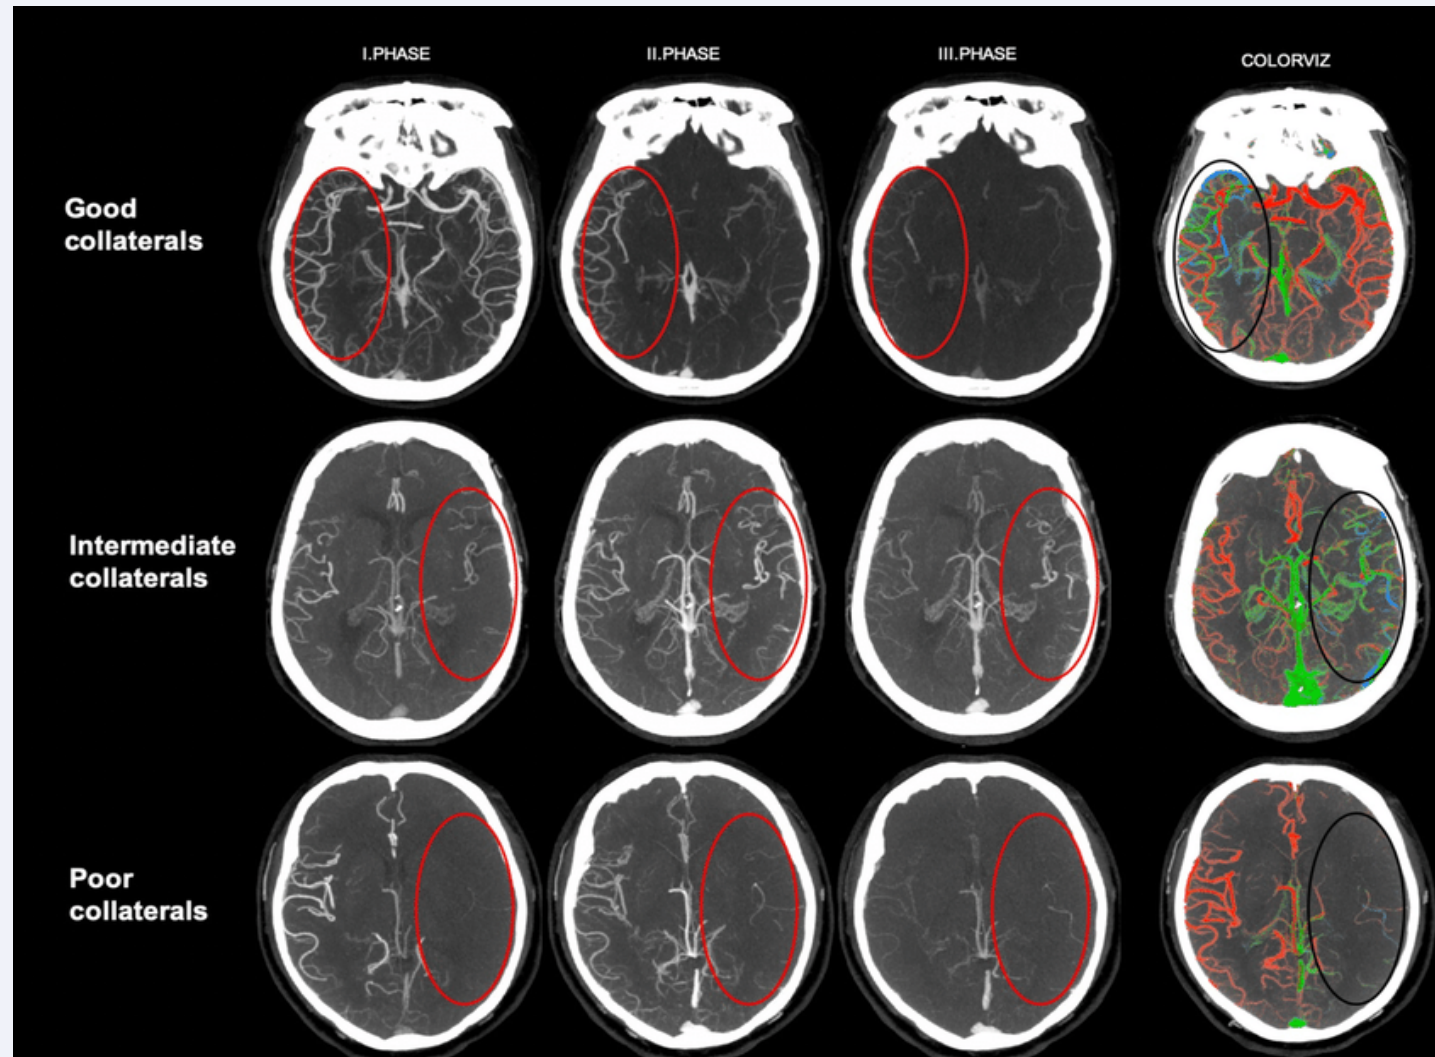 I.PHASE
II.PHASE
III.PHASE
COLORVIZ
Good
collaterals
Intermediate
collaterals
Poor
collaterals